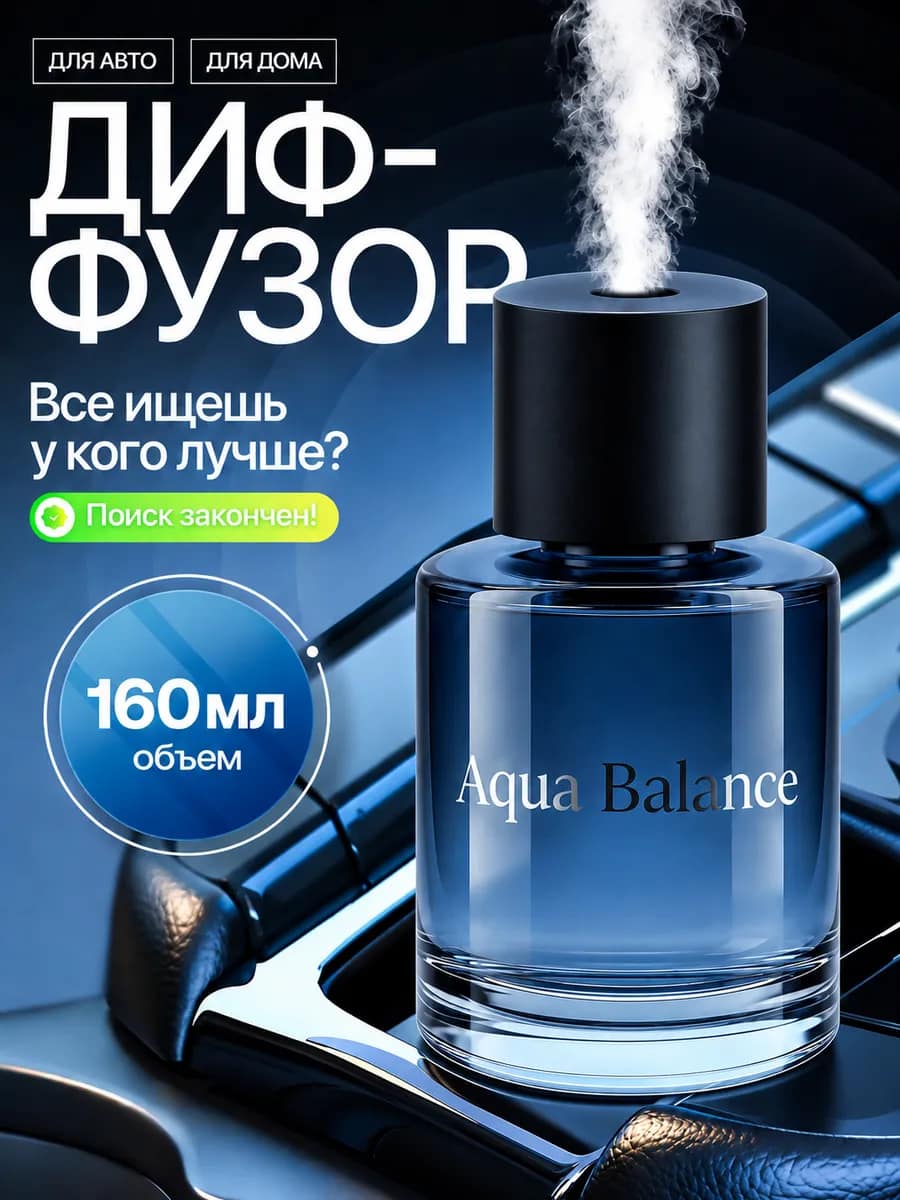 ДЛЯ АВТО
ДЛЯ ДОМА
ДИФ-
ФУЗОР
Все ищешь
у кого лучше?
Поиск закончен!
160мл
объем
Aqua Balance